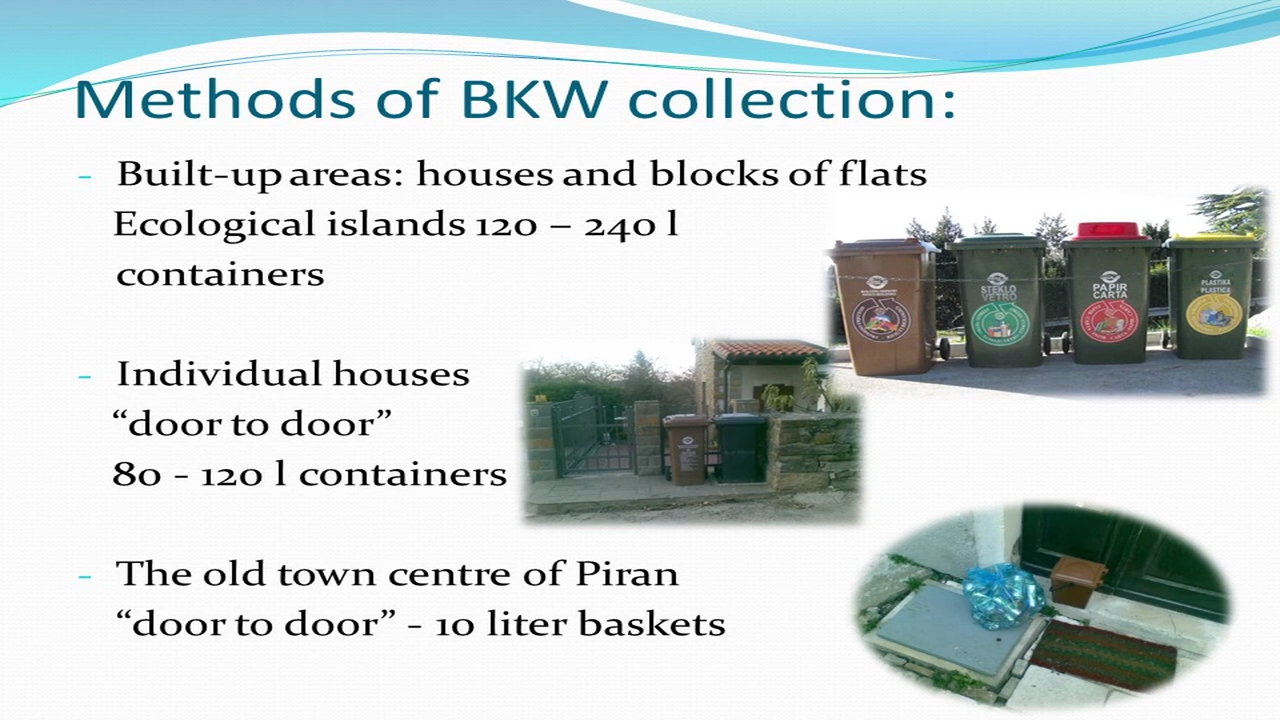 Methods of BKW collection:
- Built-up areas: houses and blocks of flats
Ecological islands 120 – 240 l
containers
STEKLO
VETRO
PAPIR
CARTA
PLASTIKA
PLASTICA
- Individual houses
“door to door”
80 - 120 l containers
- The old town centre of Piran
“door to door” - 10 liter baskets